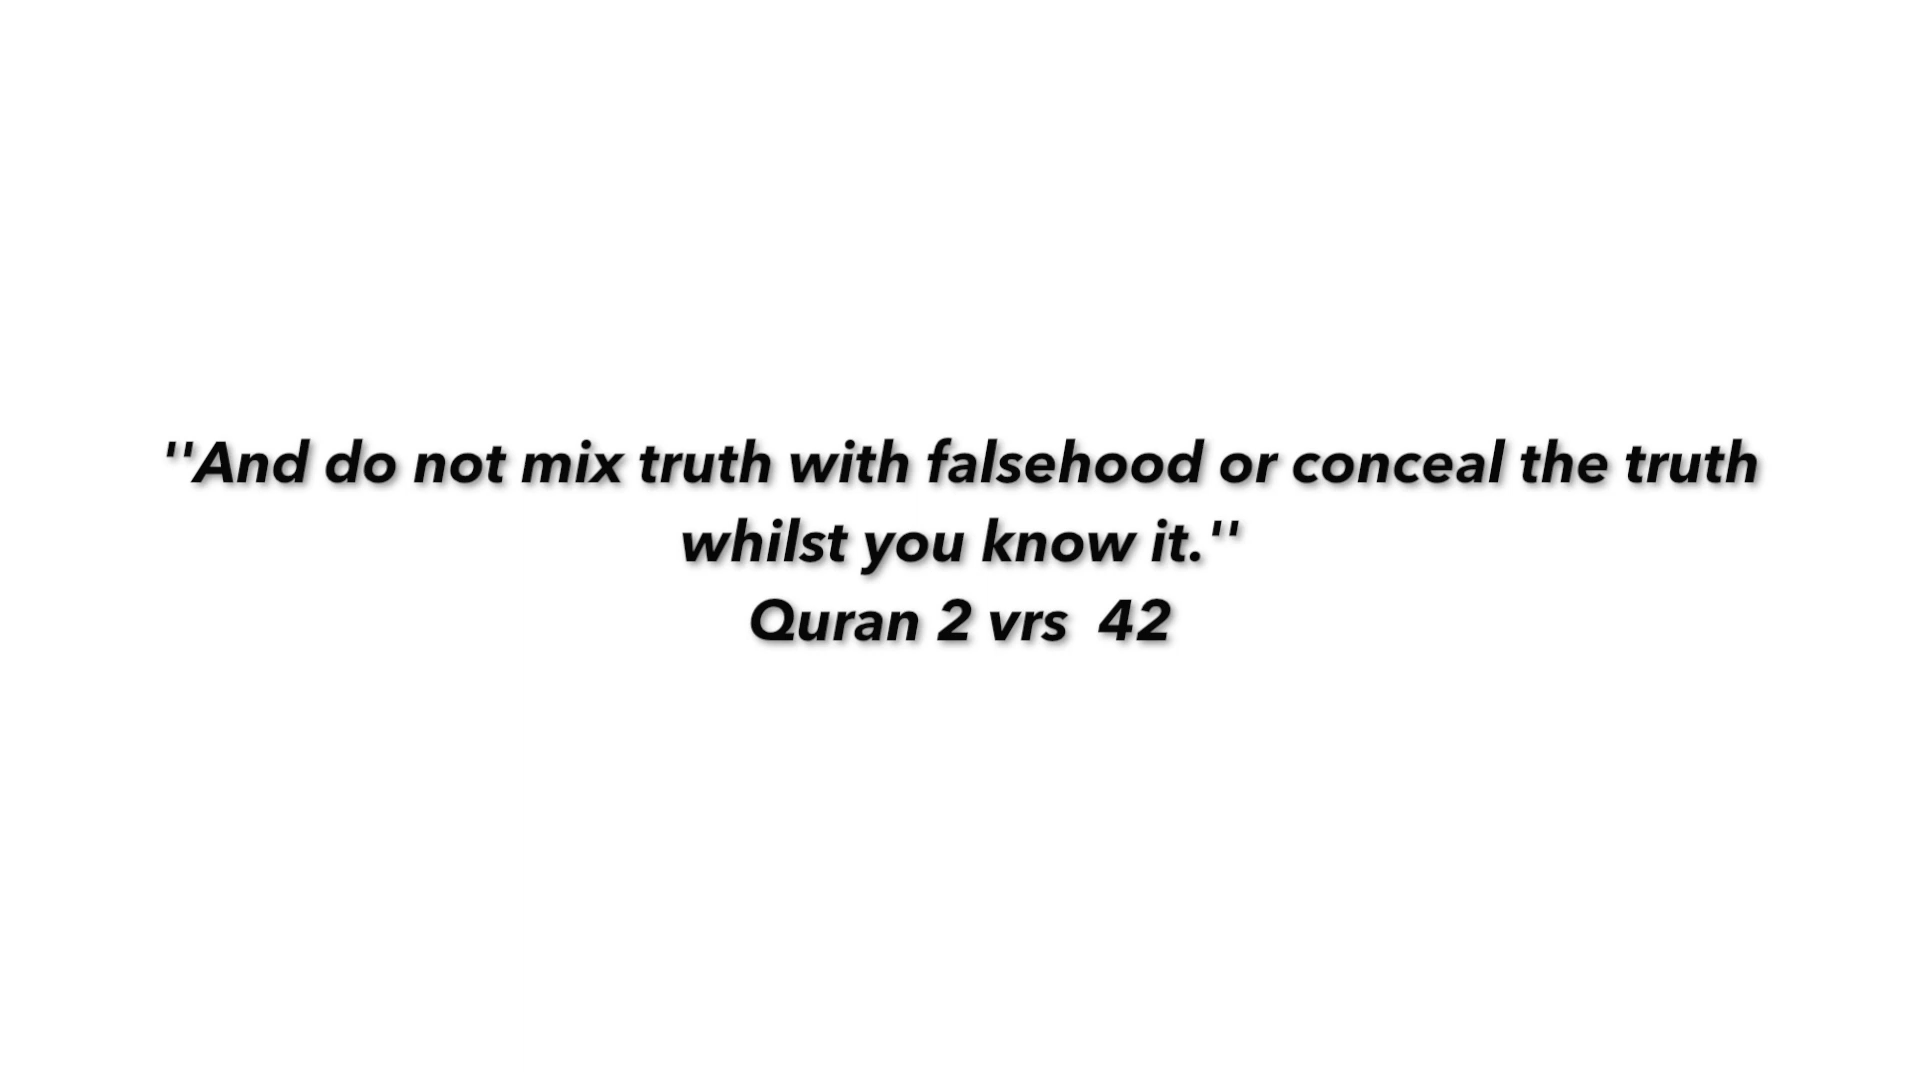 ''And do not mix truth with falsehood or conceal the truth
whilst you know it.''
Quran 2 vrs  42